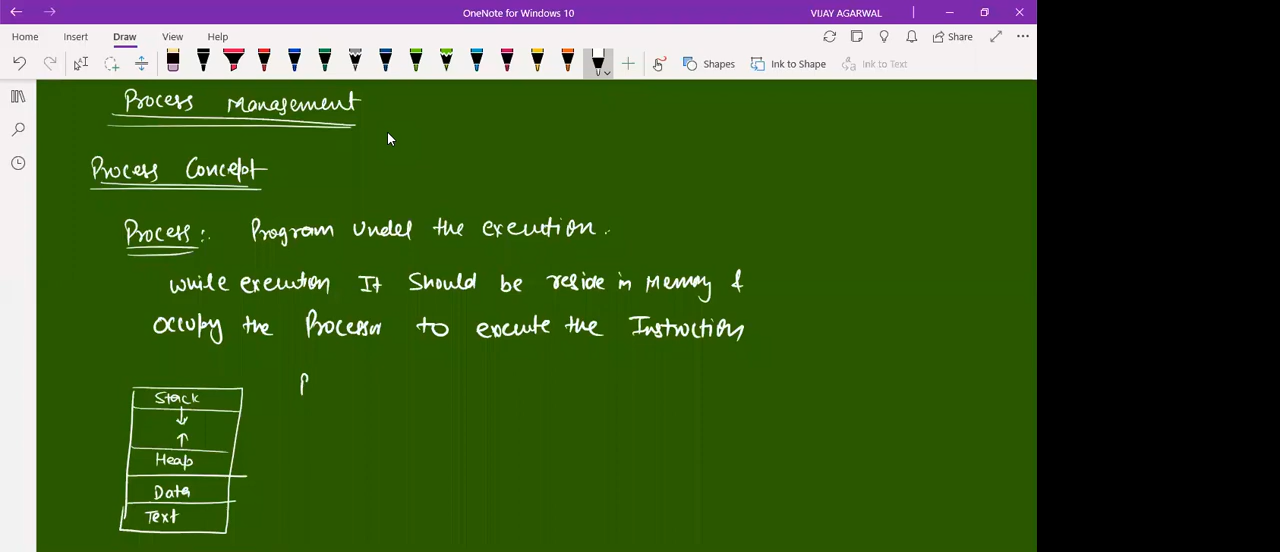 OneNote for Windows 10
VIJAY AGARWAL
Home Insert Draw View Help
Share
Shapes Ink to Shape Ink to Text
Process Management
Process Concept
Process: Program under the execution.
while execution It should be reside in Memory &
occupy the Processor to execute the Instruction
P
Stack
Heap
Data
Text